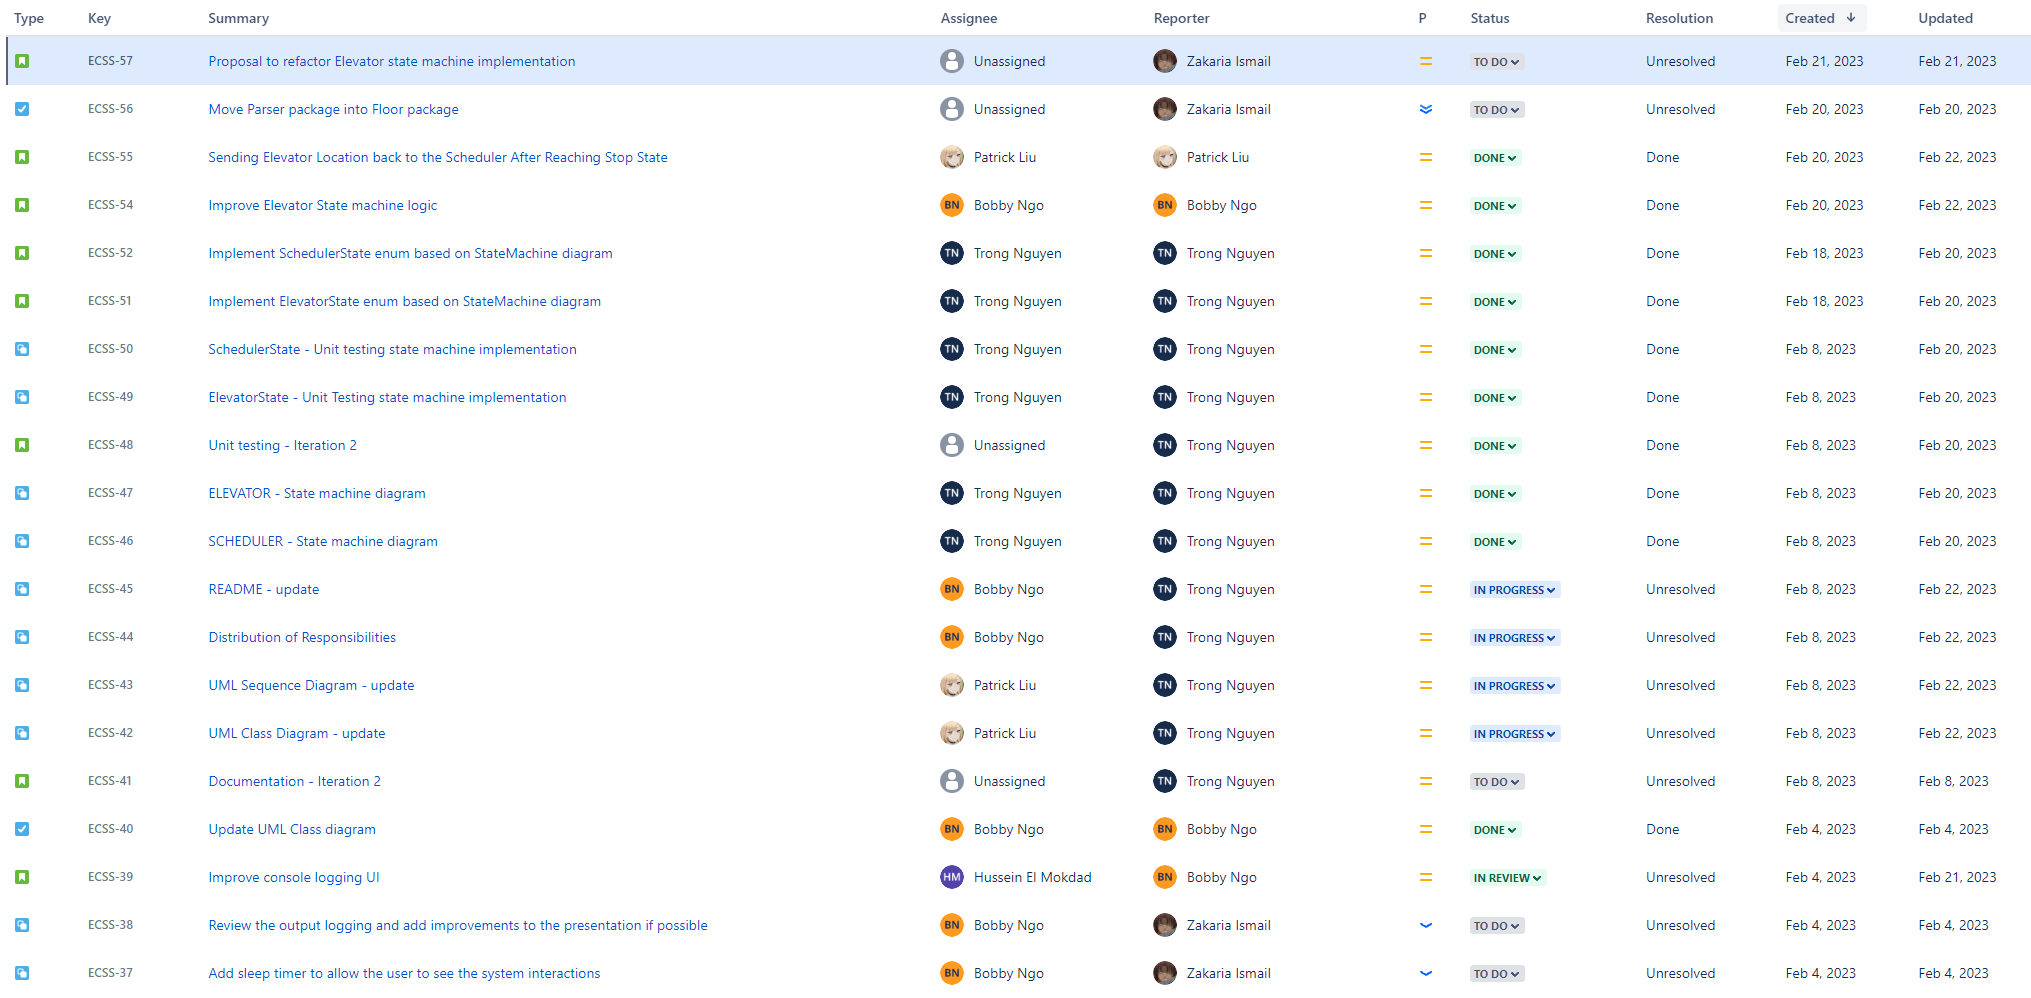 Type Key Summary Assignee Reporter P Status Resolution Created ↓ Updated
ECSS-57 Proposal to refactor Elevator state machine implementation Unassigned Zakaria Ismail TO DO Unresolved Feb 21, 2023 Feb 21, 2023
ECSS-56 Move Parser package into Floor package Unassigned Zakaria Ismail TO DO Unresolved Feb 20, 2023 Feb 20, 2023
ECSS-55 Sending Elevator Location back to the Scheduler After Reaching Stop State Patrick Liu Patrick Liu DONE Done Feb 20, 2023 Feb 22, 2023
ECSS-54 Improve Elevator State machine logic BN Bobby Ngo BN Bobby Ngo DONE Done Feb 20, 2023 Feb 22, 2023
ECSS-52 Implement SchedulerState enum based on StateMachine diagram TN Trong Nguyen TN Trong Nguyen DONE Done Feb 18, 2023 Feb 20, 2023
ECSS-51 Implement ElevatorState enum based on StateMachine diagram TN Trong Nguyen TN Trong Nguyen DONE Done Feb 18, 2023 Feb 20, 2023
ECSS-50 SchedulerState - Unit testing state machine implementation TN Trong Nguyen TN Trong Nguyen DONE Done Feb 8, 2023 Feb 20, 2023
ECSS-49 ElevatorState - Unit Testing state machine implementation TN Trong Nguyen TN Trong Nguyen DONE Done Feb 8, 2023 Feb 20, 2023
ECSS-48 Unit testing - Iteration 2 Unassigned TN Trong Nguyen DONE Done Feb 8, 2023 Feb 20, 2023
ECSS-47 ELEVATOR - State machine diagram TN Trong Nguyen TN Trong Nguyen DONE Done Feb 8, 2023 Feb 20, 2023
ECSS-46 SCHEDULER - State machine diagram TN Trong Nguyen TN Trong Nguyen DONE Done Feb 8, 2023 Feb 20, 2023
ECSS-45 README - update BN Bobby Ngo TN Trong Nguyen IN PROGRESS Unresolved Feb 8, 2023 Feb 22, 2023
ECSS-44 Distribution of Responsibilities BN Bobby Ngo TN Trong Nguyen IN PROGRESS Unresolved Feb 8, 2023 Feb 22, 2023
ECSS-43 UML Sequence Diagram - update Patrick Liu TN Trong Nguyen IN PROGRESS Unresolved Feb 8, 2023 Feb 22, 2023
ECSS-42 UML Class Diagram - update Patrick Liu TN Trong Nguyen IN PROGRESS Unresolved Feb 8, 2023 Feb 22, 2023
ECSS-41 Documentation - Iteration 2 Unassigned TN Trong Nguyen TO DO Unresolved Feb 8, 2023 Feb 8, 2023
ECSS-40 Update UML Class diagram BN Bobby Ngo BN Bobby Ngo DONE Done Feb 4, 2023 Feb 4, 2023
ECSS-39 Improve console logging UI HM Hussein El Mokdad BN Bobby Ngo IN REVIEW Unresolved Feb 4, 2023 Feb 21, 2023
ECSS-38 Review the output logging and add improvements to the presentation if possible BN Bobby Ngo Zakaria Ismail TO DO Unresolved Feb 4, 2023 Feb 4, 2023
ECSS-37 Add sleep timer to allow the user to see the system interactions BN Bobby Ngo Zakaria Ismail TO DO Unresolved Feb 4, 2023 Feb 4, 2023